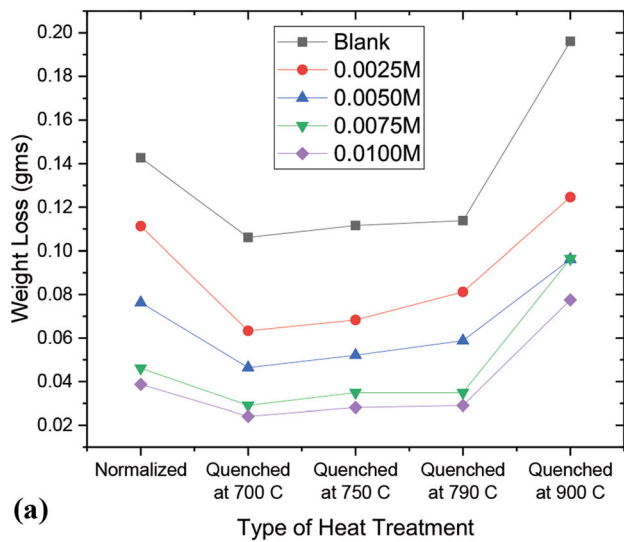 0.20
0.18
0.16
0.14
0.12
0.10
0.08
0.06
0.04
0.02
Weight Loss (gms)
Blank
0.0025M
0.0050M
0.0075M
0.0100M
Normalized
Quenched
at 700 C
Quenched
at 750 C
Quenched
at 790 C
Quenched
at 900 C
(a)
Type of Heat Treatment